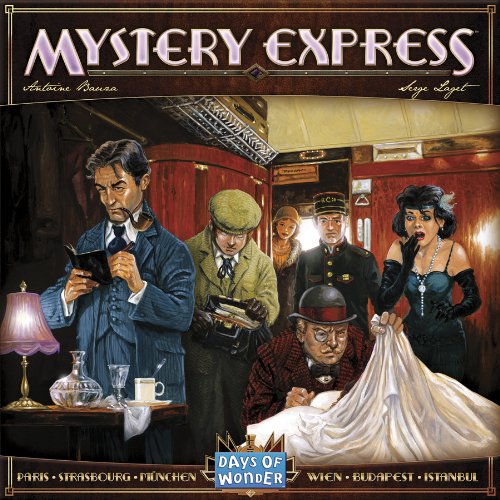 MYSTERY EXPRESS
Antoine Bauza
Serge Laget
DAYS OF
WONDER
PARIS · STRASBOURG · MÜNCHEN
WIEN · BUDAPEST · ISTANBUL